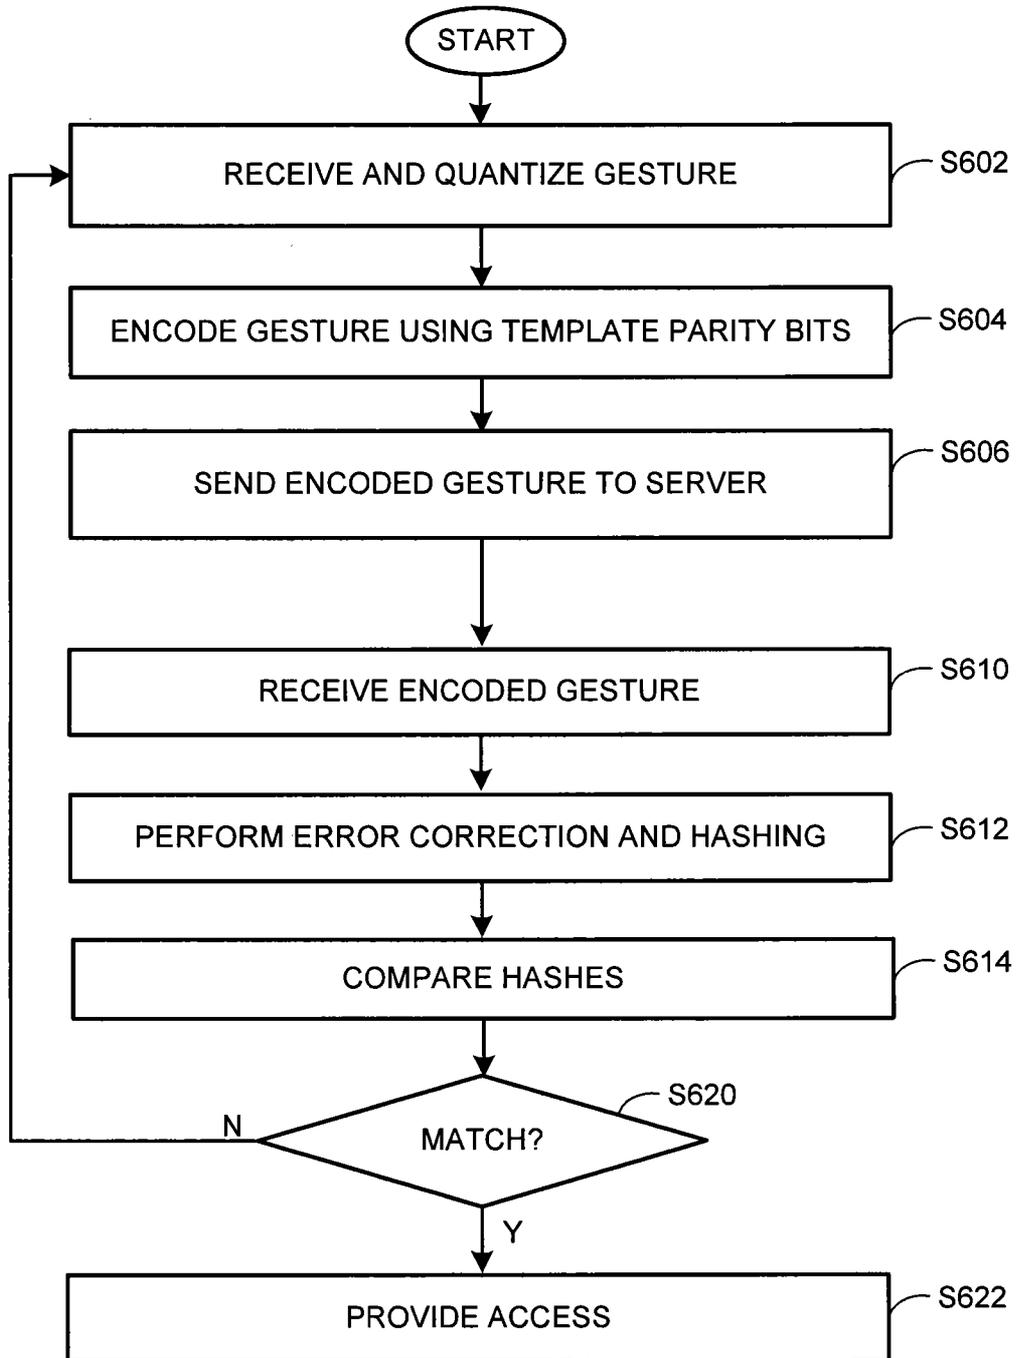 START
RECEIVE AND QUANTIZE GESTURE
S602
ENCODE GESTURE USING TEMPLATE PARITY BITS
S604
SEND ENCODED GESTURE TO SERVER
S606
RECEIVE ENCODED GESTURE
S610
PERFORM ERROR CORRECTION AND HASHING
S612
COMPARE HASHES
S614
MATCH?
S620
N
Y
PROVIDE ACCESS
S622